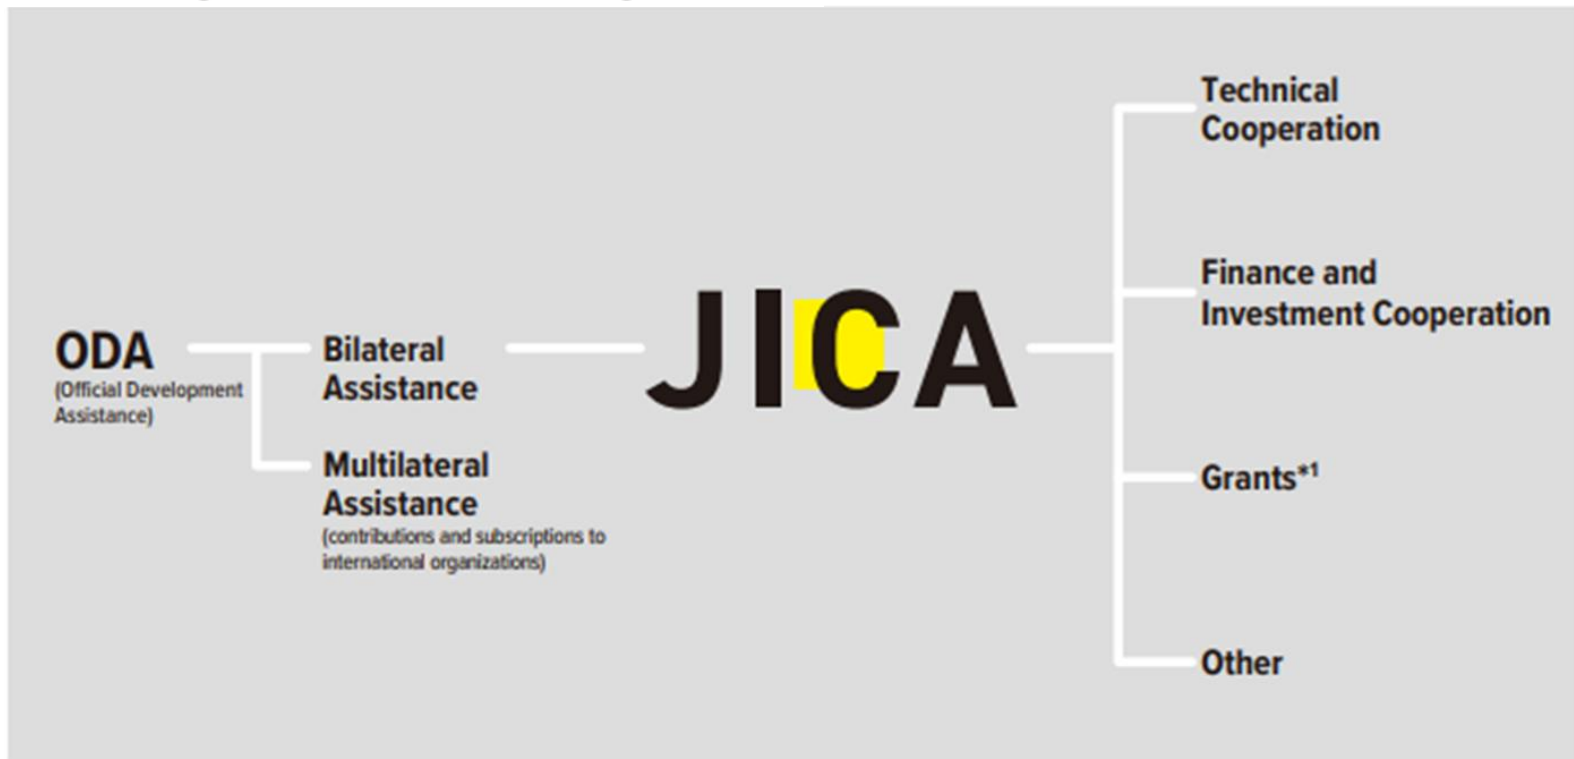 ODA
(Official Development
Assistance)
Bilateral
Assistance
Multilateral
Assistance
(contributions and subscriptions to
international organizations)
JICA
Technical
Cooperation
Finance and
Investment Cooperation
Grants*1
Other